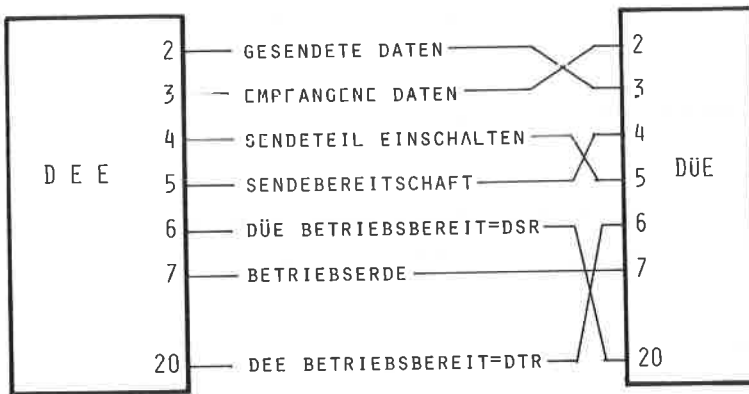 2 GESENDETE DATEN 2
3 EMPFANGENE DATEN 3
4 SENDETEIL EINSCHALTEN 4
DEE DÜE
5 SENDEBEREITSCHAFT 5
6 DÜE BETRIEBSBEREIT=DSR 6
7 BETRIEBSERDE 7
20 DEE BETRIEBSBEREIT=DTR 20